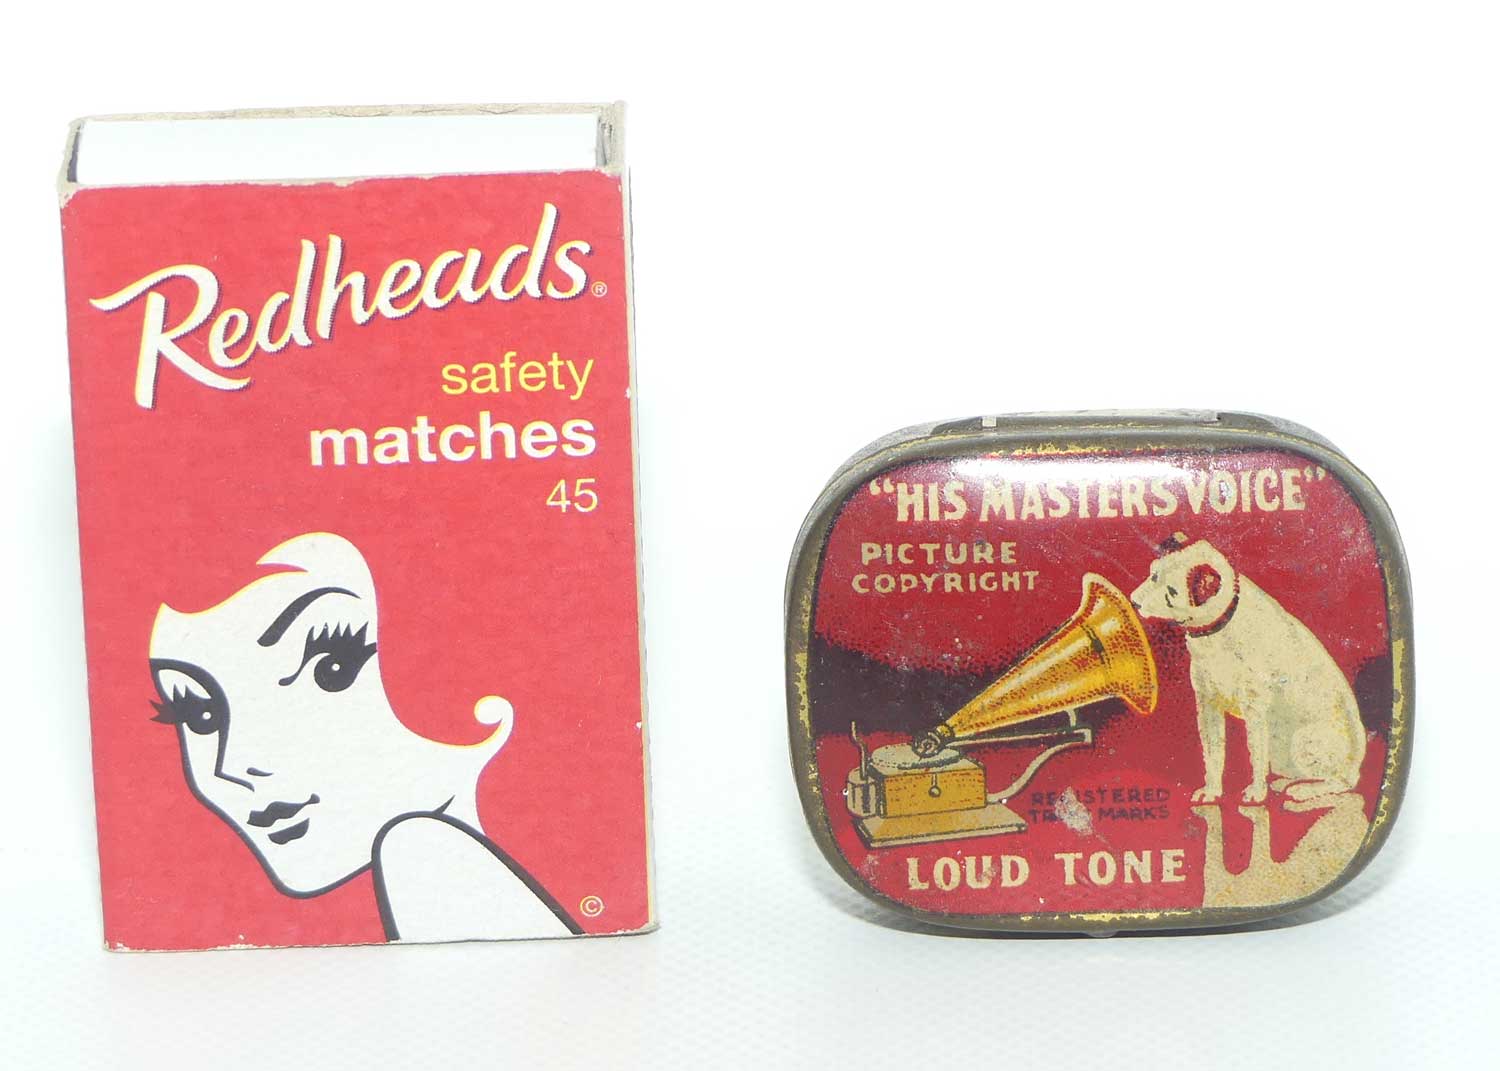 Redheads®
safety
matches
45
©
"HIS MASTERS VOICE"
PICTURE
COPYRIGHT
REGISTERED
TRADE MARKS
LOUD TONE